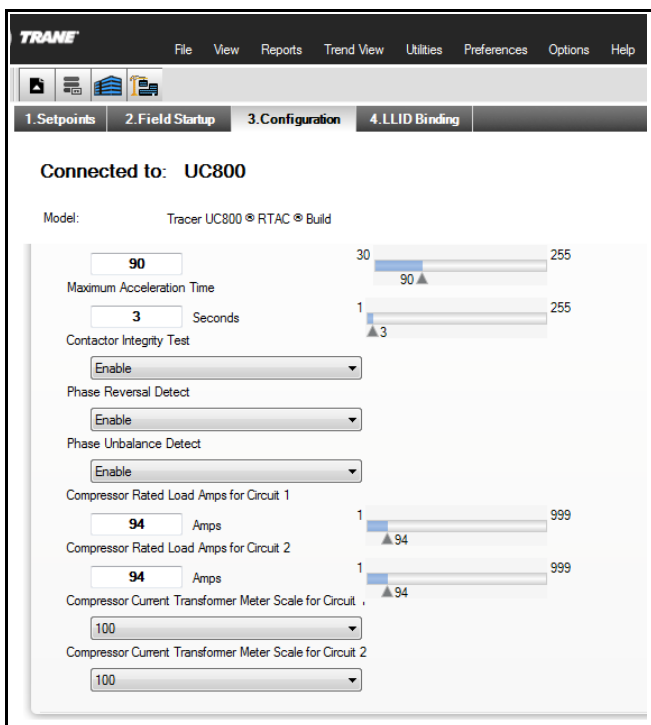 TRANE
File View Reports Trend View Utilities Preferences Options Help
1.Setpoints 2.Field Startup 3.Configuration 4.LLID Binding
Connected to: UC800
Model: Tracer UC800 ® RTAC ® Build
90 30 255
90
Maximum Acceleration Time
3 Seconds 1 255
3
Contactor Integrity Test
Enable
Phase Reversal Detect
Enable
Phase Unbalance Detect
Enable
Compressor Rated Load Amps for Circuit 1
94 Amps 1 999
94
Compressor Rated Load Amps for Circuit 2
94 Amps 1 999
94
Compressor Current Transformer Meter Scale for Circuit
100
Compressor Current Transformer Meter Scale for Circuit 2
100